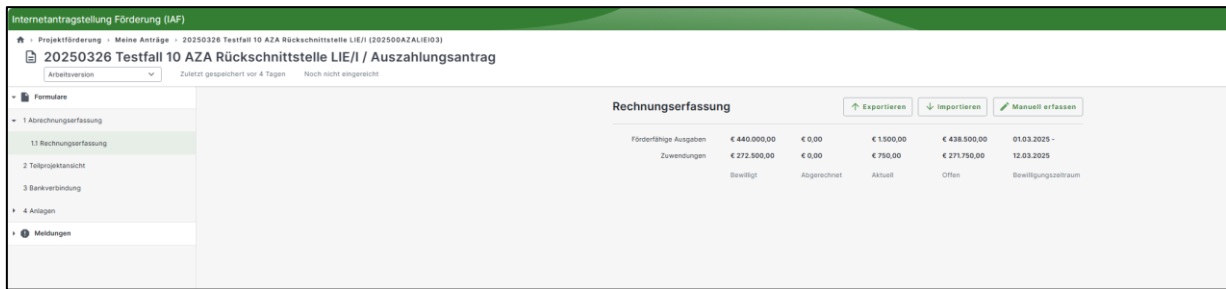 Internetantragstellung Förderung (IAF)
Projektförderung › Meine Anträge › 20250326 Testfall 10 AZA Rückschnittstelle LIE/I (202500AZALIEI03)
20250326 Testfall 10 AZA Rückschnittstelle LIE/I / Auszahlungsantrag
Arbeitsversion Zuletzt gespeichert vor 4 Tagen Noch nicht eingereicht
Formulare
1 Abrechnungserfassung
1.1 Rechnungserfassung
2 Teilprojektansicht
3 Bankverbindung
4 Anlagen
Meldungen
Rechnungserfassung Exportieren Importieren Manuell erfassen
Förderfähige Ausgaben € 440.000,00 € 0,00 € 1.500,00 € 438.500,00 01.03.2025 -
Zuwendungen € 272.500,00 € 0,00 € 750,00 € 271.750,00 12.03.2025
Bewilligt Abgerechnet Aktuell Offen Bewilligungszeitraum